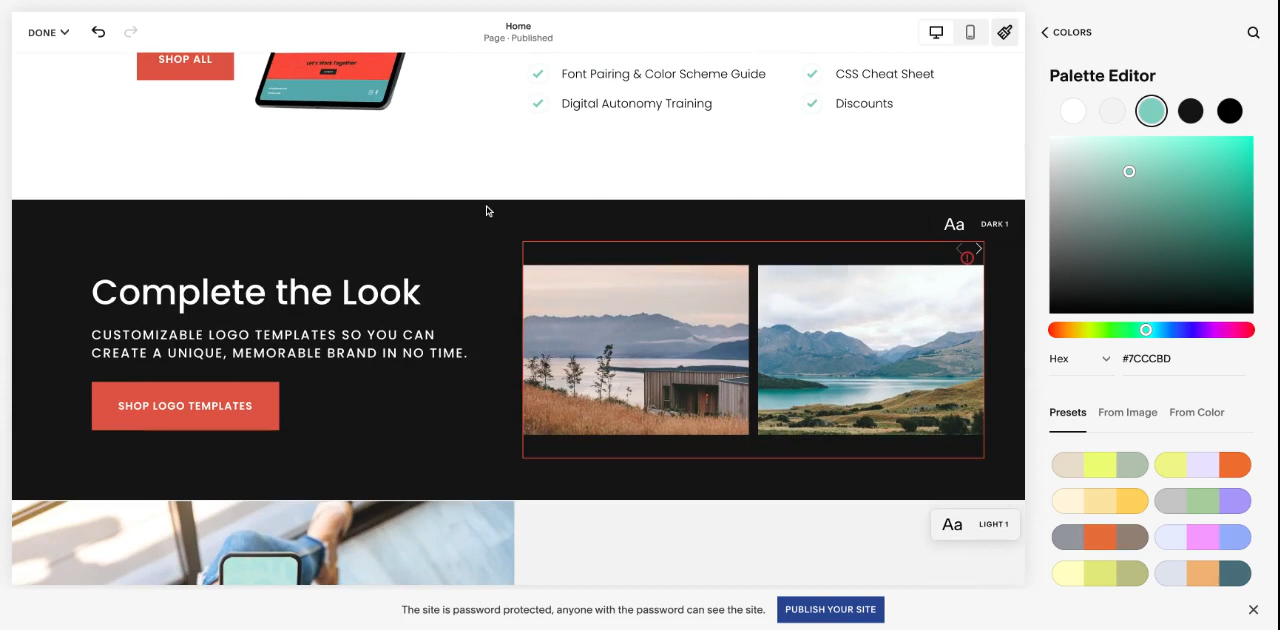 DONE
Home
Page · Published
COLORS
SHOP ALL
Let's Work Together
Font Pairing & Color Scheme Guide
CSS Cheat Sheet
Digital Autonomy Training
Discounts
Palette Editor
Aa DARK 1
Complete the Look
CUSTOMIZABLE LOGO TEMPLATES SO YOU CAN
CREATE A UNIQUE, MEMORABLE BRAND IN NO TIME.
SHOP LOGO TEMPLATES
Hex #7CCCBD
Presets From Image From Color
Aa LIGHT 1
The site is password protected, anyone with the password can see the site. PUBLISH YOUR SITE